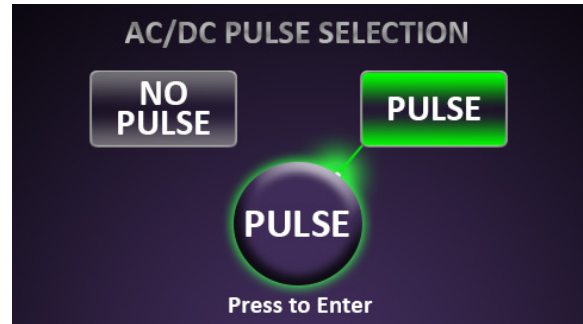 AC/DC PULSE SELECTION
NO
PULSE
PULSE
PULSE
Press to Enter